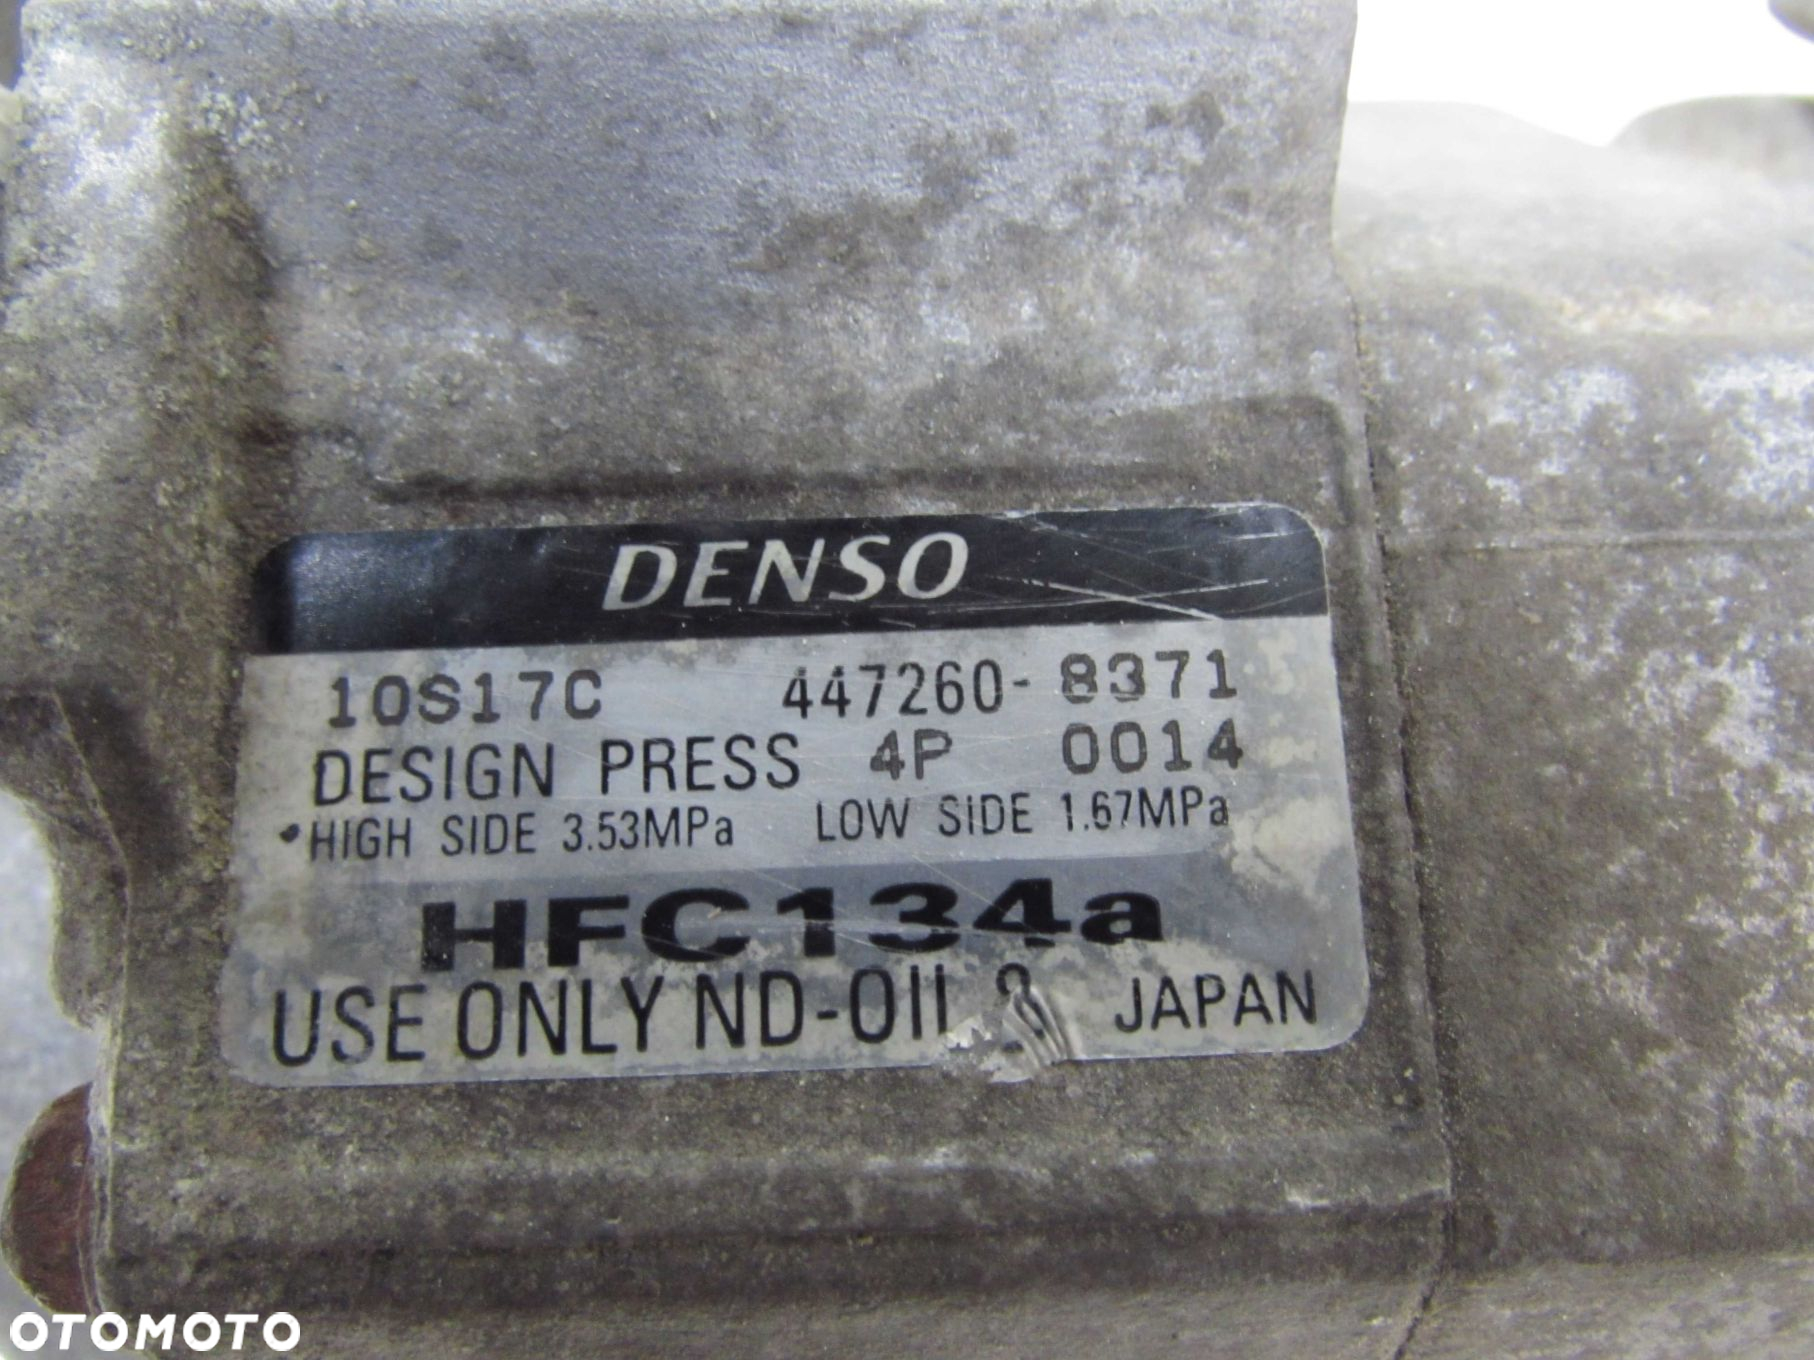 DENSO
10S17C 447260-8371
DESIGN PRESS 4P 0014
HIGH SIDE 3.53MPa LOW SIDE 1.67MPa
HFC134a
USE ONLY ND-OIL 8 JAPAN
OTOMOTO